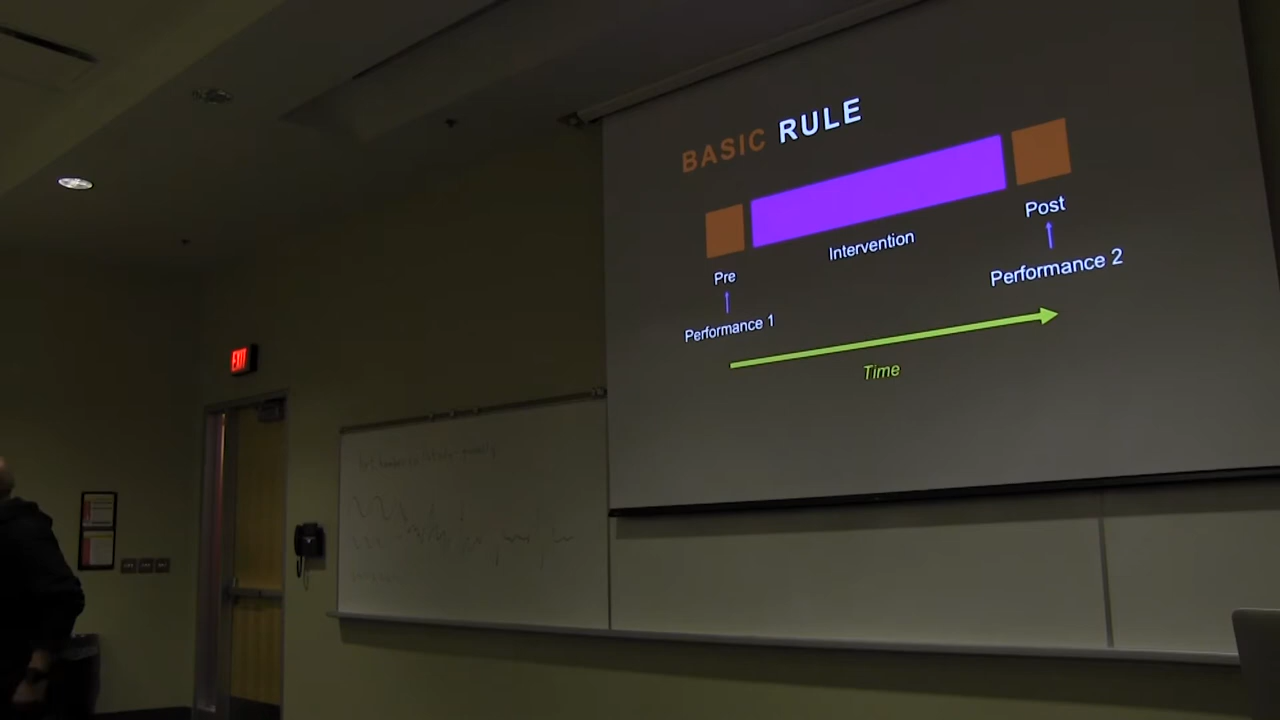 BASIC RULE
Intervention
Pre
Post
Performance 1
Performance 2
Time
EXIT